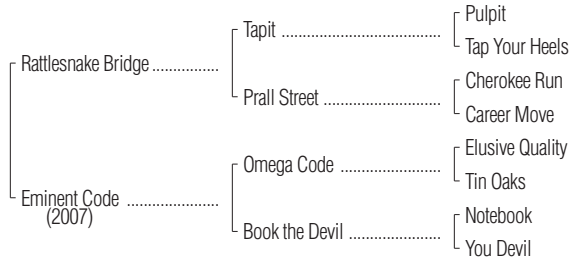 Pulpit
Tapit ........................................
Tap Your Heels
Rattlesnake Bridge .................
Cherokee Run
Prall Street ..............................
Career Move
Elusive Quality
Omega Code .........................
Tin Oaks
Eminent Code .......................
(2007)
Notebook
Book the Devil .......................
You Devil